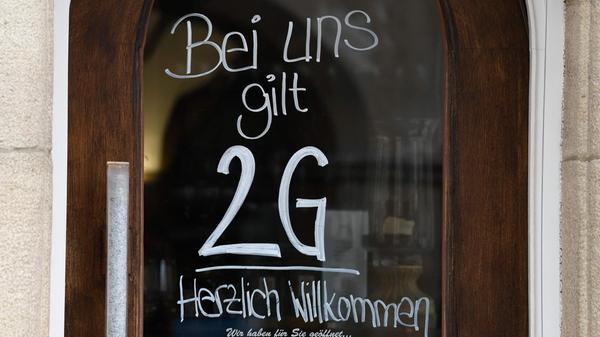 Bei uns
gilt
2G
Herzlich Willkommen
Wir haben für Sie geöffnet...